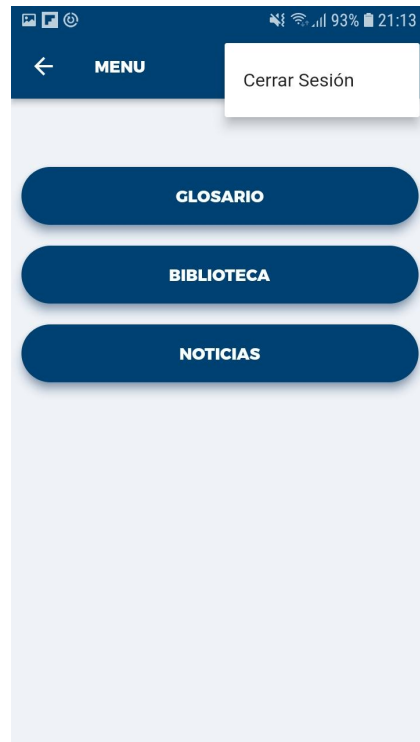 93% 21:13
MENU
Cerrar Sesión
GLOSARIO
BIBLIOTECA
NOTICIAS